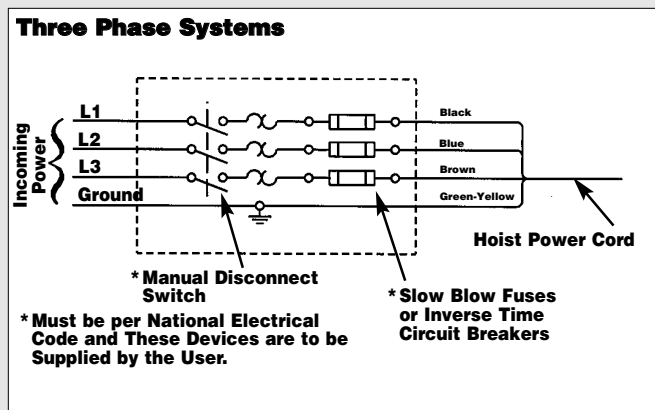 Three Phase Systems
Incoming
Power
L1
L2
L3
Ground
Black
Blue
Brown
Green-Yellow
Hoist Power Cord
*Manual Disconnect
Switch
*Slow Blow Fuses
or Inverse Time
Circuit Breakers
*Must be per National Electrical
Code and These Devices are to be
Supplied by the User.